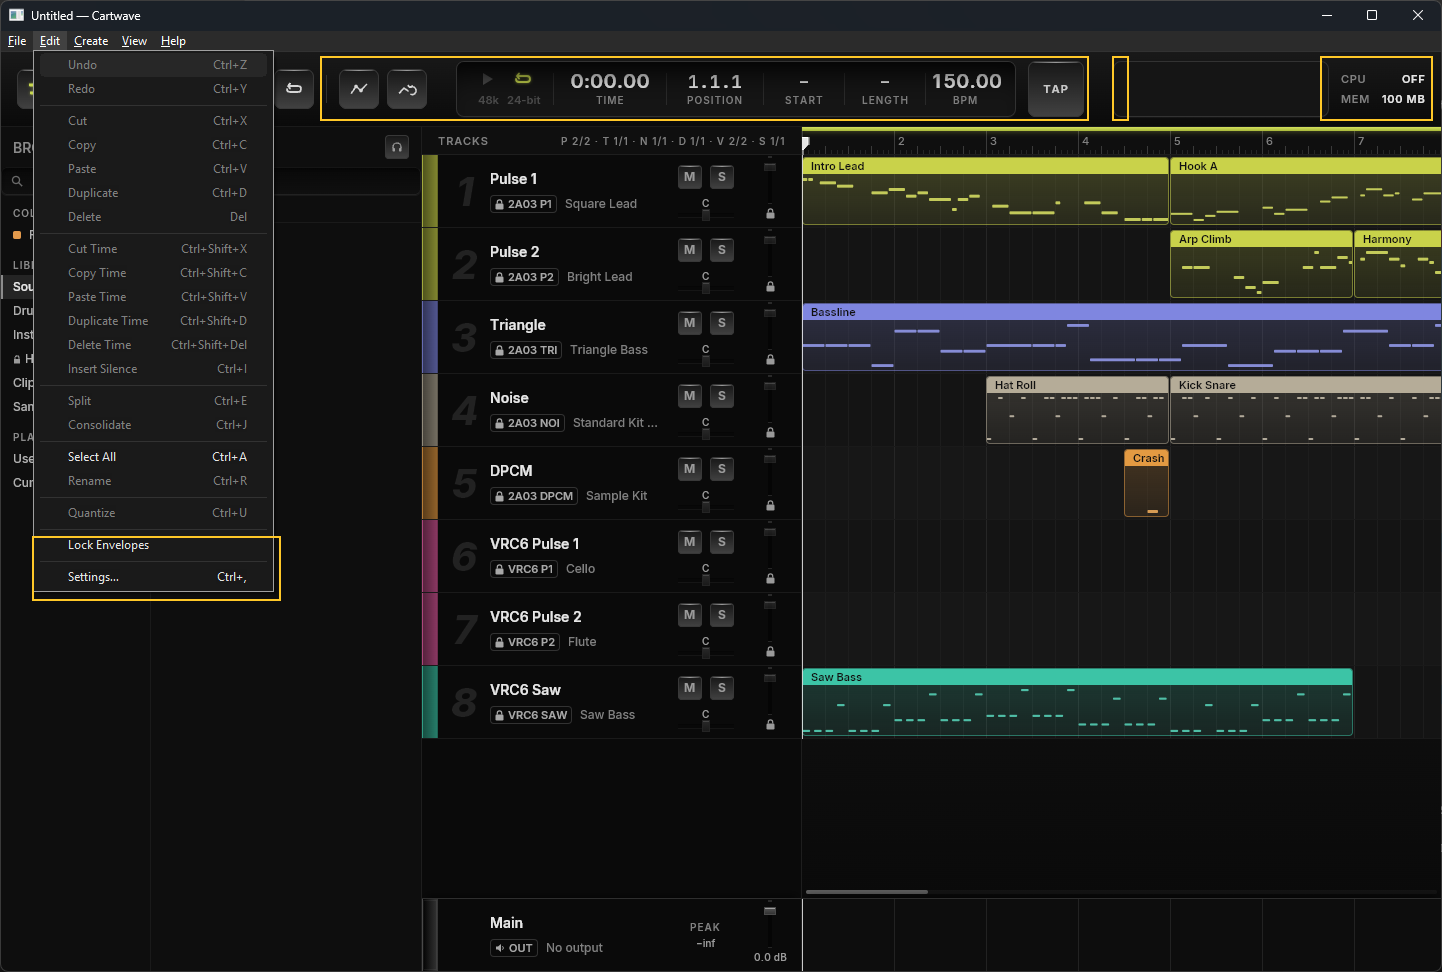 Untitled — Cartwave
File Edit Create View Help
Undo Ctrl+Z
Redo Ctrl+Y
Cut Ctrl+X
Copy Ctrl+C
Paste Ctrl+V
Duplicate Ctrl+D
Delete Del
Cut Time Ctrl+Shift+X
Copy Time Ctrl+Shift+C
Paste Time Ctrl+Shift+V
Duplicate Time Ctrl+Shift+D
Delete Time Ctrl+Shift+Del
Insert Silence Ctrl+I
Split Ctrl+E
Consolidate Ctrl+J
Select All Ctrl+A
Rename Ctrl+R
Quantize Ctrl+U
Lock Envelopes
Settings... Ctrl+,
48k 24-bit
0:00.00
TIME
1.1.1
POSITION
–
START
–
LENGTH
150.00
BPM
TAP
CPU OFF
MEM 100 MB
TRACKS P 2/2 · T 1/1 · N 1/1 · D 1/1 · V 2/2 · S 1/1
2 3 4 5 6 7
1 Pulse 1 M S
2A03 P1 Square Lead C
Intro Lead Hook A
2 Pulse 2 M S
2A03 P2 Bright Lead C
Arp Climb Harmony
3 Triangle M S
2A03 TRI Triangle Bass C
Bassline
4 Noise M S
2A03 NOI Standard Kit ... C
Hat Roll Kick Snare
5 DPCM M S
2A03 DPCM Sample Kit C
Crash
6 VRC6 Pulse 1 M S
VRC6 P1 Cello C
7 VRC6 Pulse 2 M S
VRC6 P2 Flute C
8 VRC6 Saw M S
VRC6 SAW Saw Bass C
Saw Bass
Main
OUT No output
PEAK
-inf
0.0 dB